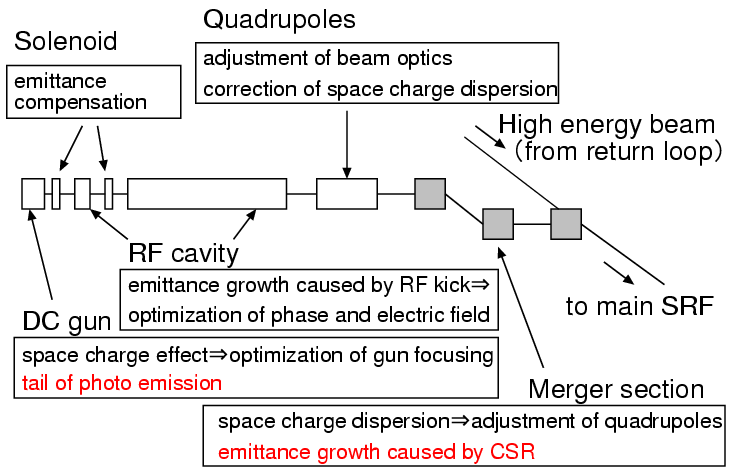 Quadrupoles
Solenoid
adjustment of beam optics
correction of space charge dispersion
emittance
compensation
High energy beam
(from return loop)
RF cavity
emittance growth caused by RF kick⇒
optimization of phase and electric field
to main SRF
DC gun
space charge effect⇒optimization of gun focusing
tail of photo emission
Merger section
space charge dispersion⇒adjustment of quadrupoles
emittance growth caused by CSR